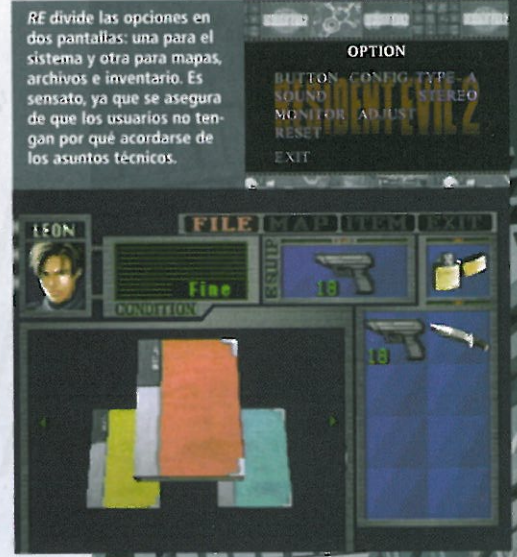 RE divide las opciones en
dos pantallas: una para el
sistema y otra para mapas,
archivos e inventario. Es
sensato, ya que se asegura
de que los usuarios no ten-
gan por qué acordarse de
los asuntos técnicos.
OPTION
BUTTON CONFIG TYPE-A
SOUND STEREO
MONITOR ADJUST
RESET
EXIT
RESIDENT EVIL 2
LEON
FILE MAP ITEM EXIT
Fine
CONDITION
EQUIP
18
18